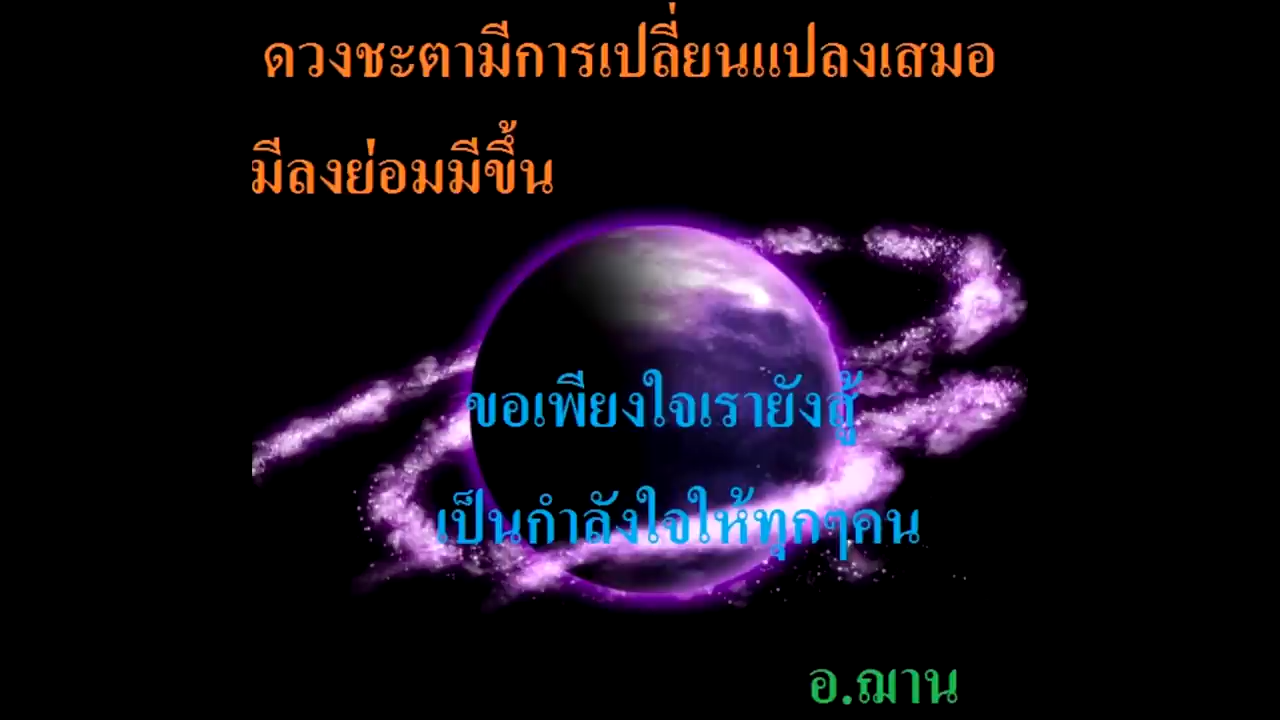 ดวงชะตามีการเปลี่ยนแปลงเสมอ
มีลงย่อมมีขึ้น
ขอเพียงใจเรายังสู้
เป็นกำลังใจให้ทุกๆคน
อ.ฌาน